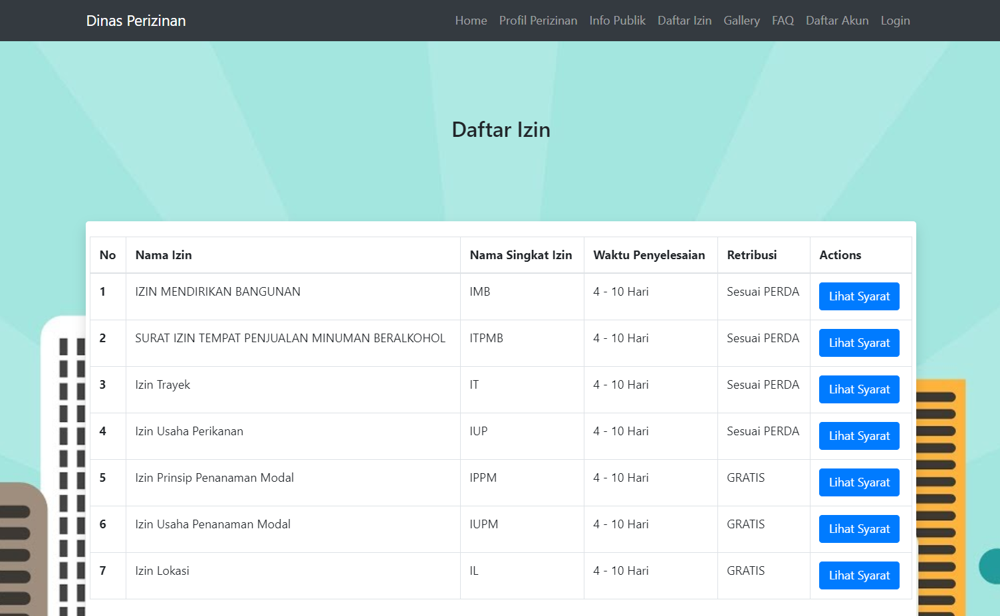 Dinas Perizinan Home Profil Perizinan Info Publik Daftar Izin Gallery FAQ Daftar Akun Login
Daftar Izin
No Nama Izin Nama Singkat Izin Waktu Penyelesaian Retribusi Actions
1 IZIN MENDIRIKAN BANGUNAN IMB 4 - 10 Hari Sesuai PERDA Lihat Syarat
2 SURAT IZIN TEMPAT PENJUALAN MINUMAN BERALKOHOL ITPMB 4 - 10 Hari Sesuai PERDA Lihat Syarat
3 Izin Trayek IT 4 - 10 Hari Sesuai PERDA Lihat Syarat
4 Izin Usaha Perikanan IUP 4 - 10 Hari Sesuai PERDA Lihat Syarat
5 Izin Prinsip Penanaman Modal IPPM 4 - 10 Hari GRATIS Lihat Syarat
6 Izin Usaha Penanaman Modal IUPM 4 - 10 Hari GRATIS Lihat Syarat
7 Izin Lokasi IL 4 - 10 Hari GRATIS Lihat Syarat